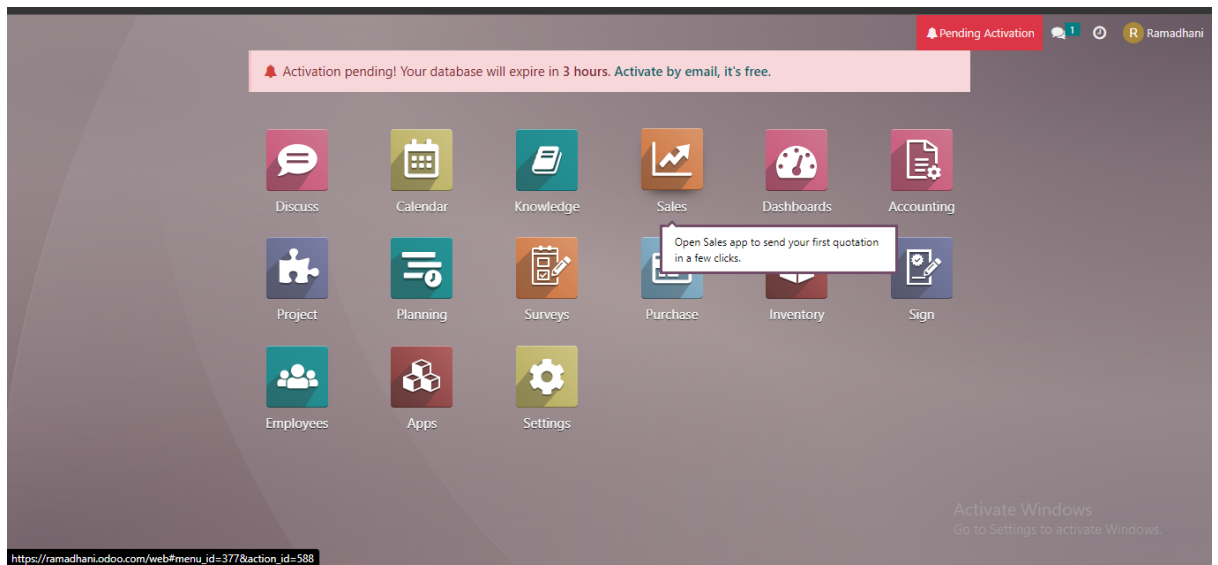 Pending Activation 1 R Ramadhani
Activation pending! Your database will expire in 3 hours. Activate by email, it's free.
Discuss Calendar Knowledge Sales Dashboards Accounting
Open Sales app to send your first quotation
in a few clicks.
Project Planning Surveys Purchase Inventory Sign
Employees Apps Settings
Activate Windows
Go to Settings to activate Windows.
https://ramadhani.odoo.com/web#menu_id=377&action_id=588